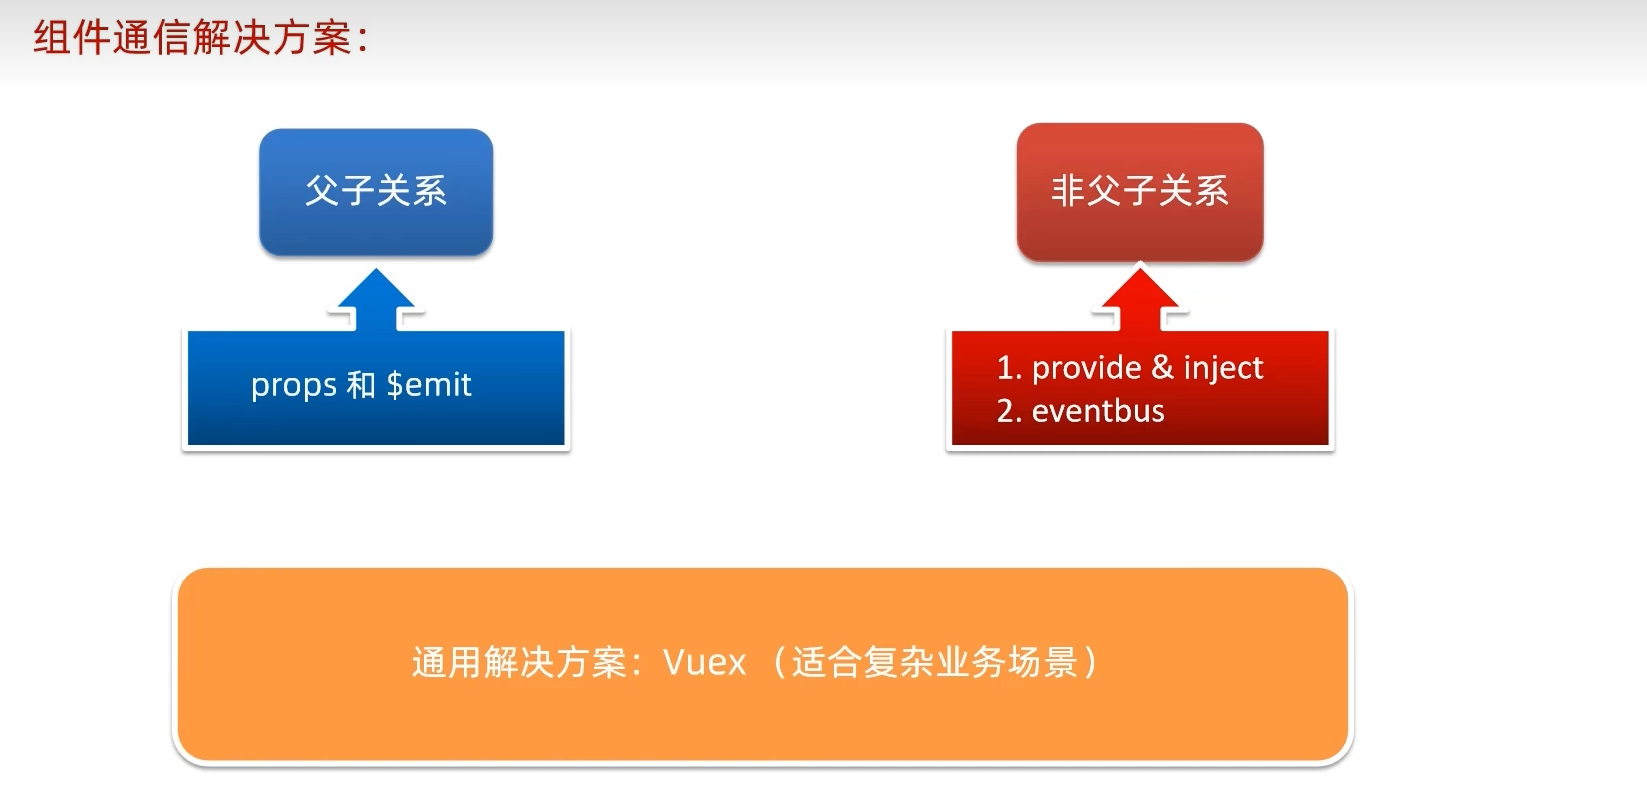 组件通信解决方案：
父子关系
非父子关系
props 和 $emit
1. provide & inject
2. eventbus
通用解决方案：Vuex （适合复杂业务场景）